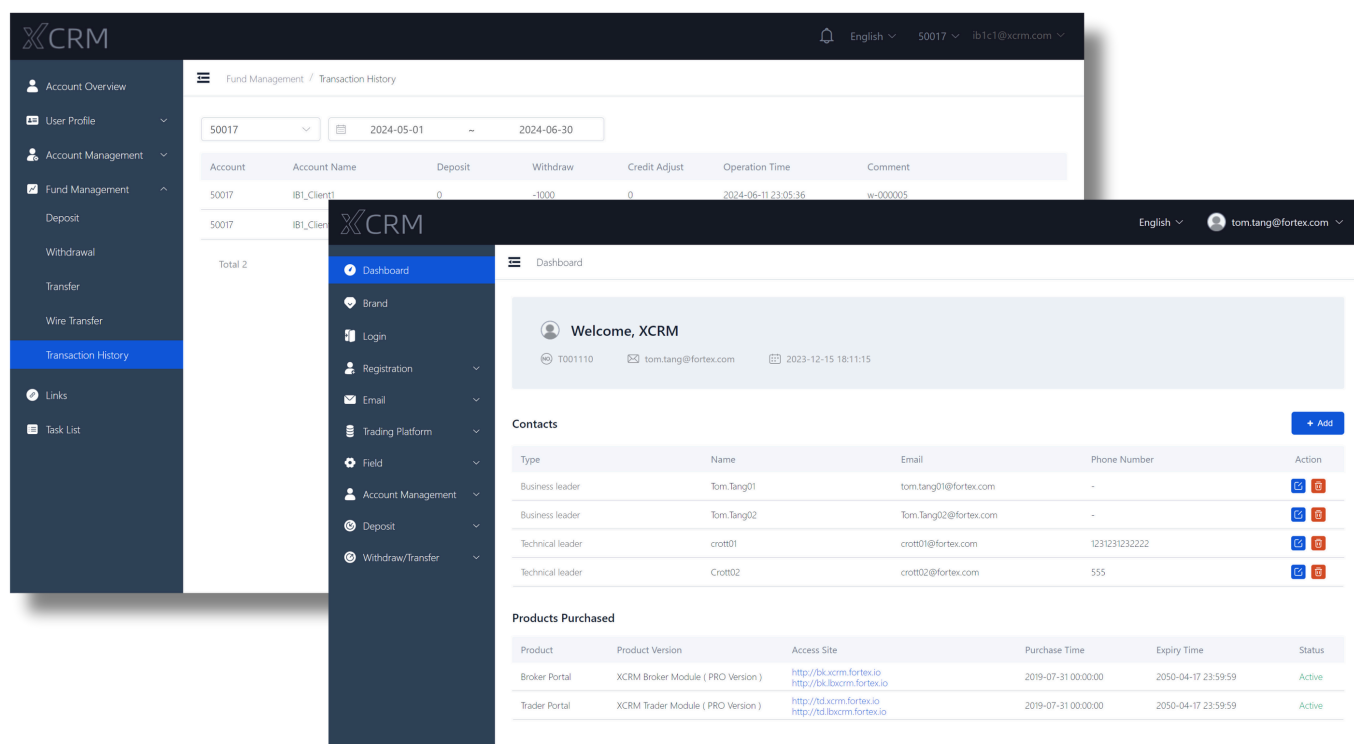 XCRM
English
50017
ib1c1@xcrm.com
Account Overview
User Profile
Account Management
Fund Management
Deposit
Withdrawal
Transfer
Wire Transfer
Transaction History
Links
Task List
Fund Management / Transaction History
50017
2024-05-01 ~ 2024-06-30
Account Account Name Deposit Withdraw Credit Adjust Operation Time Comment
50017 IB1_Client1 0 -1000 0 2024-06-11 23:05:36 w-000005
50017 IB1_Clien
Total 2
XCRM
English
tom.tang@fortex.com
Dashboard
Brand
Login
Registration
Email
Trading Platform
Field
Account Management
Deposit
Withdraw/Transfer
Dashboard
Welcome, XCRM
T001110 tom.tang@fortex.com 2023-12-15 18:11:15
Contacts
+ Add
Type Name Email Phone Number Action
Business leader Tom.Tang01 tom.tang01@fortex.com -
Business leader Tom.Tang02 Tom.Tang02@fortex.com -
Technical leader crott01 crott01@fortex.com 1231231232222
Technical leader Crott02 crott02@fortex.com 555
Products Purchased
Product Product Version Access Site Purchase Time Expiry Time Status
Broker Portal XCRM Broker Module ( PRO Version ) http://bk.xcrm.fortex.io 2019-07-31 00:00:00 2050-04-17 23:59:59 Active
http://bk.lbxcrm.fortex.io
Trader Portal XCRM Trader Module ( PRO Version ) http://td.xcrm.fortex.io 2019-07-31 00:00:00 2050-04-17 23:59:59 Active
http://td.lbxcrm.fortex.io